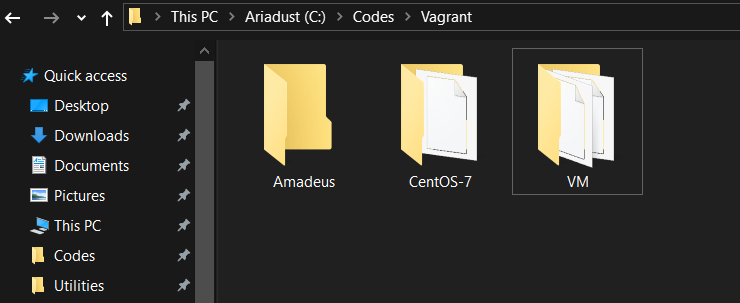 This PC > Ariadust (C:) > Codes > Vagrant
Quick access
Desktop
Downloads
Documents
Pictures
This PC
Codes
Utilities
Amadeus
CentOS-7
VM